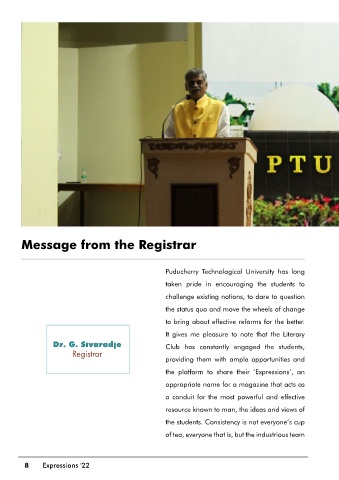 PTU
Message from the Registrar
Dr. G. Sivaradje
Registrar
Puducherry Technological University has long
taken pride in encouraging the students to
challenge existing notions, to dare to question
the status quo and move the wheels of change
to bring about effective reforms for the better.
It gives me pleasure to note that the Literary
Club has constantly engaged the students,
providing them with ample opportunities and
the platform to share their ‘Expressions’, an
appropriate name for a magazine that acts as
a conduit for the most powerful and effective
resource known to man, the ideas and views of
the students. Consistency is not everyone’s cup
of tea, everyone that is, but the industrious team
8 Expressions ‘22